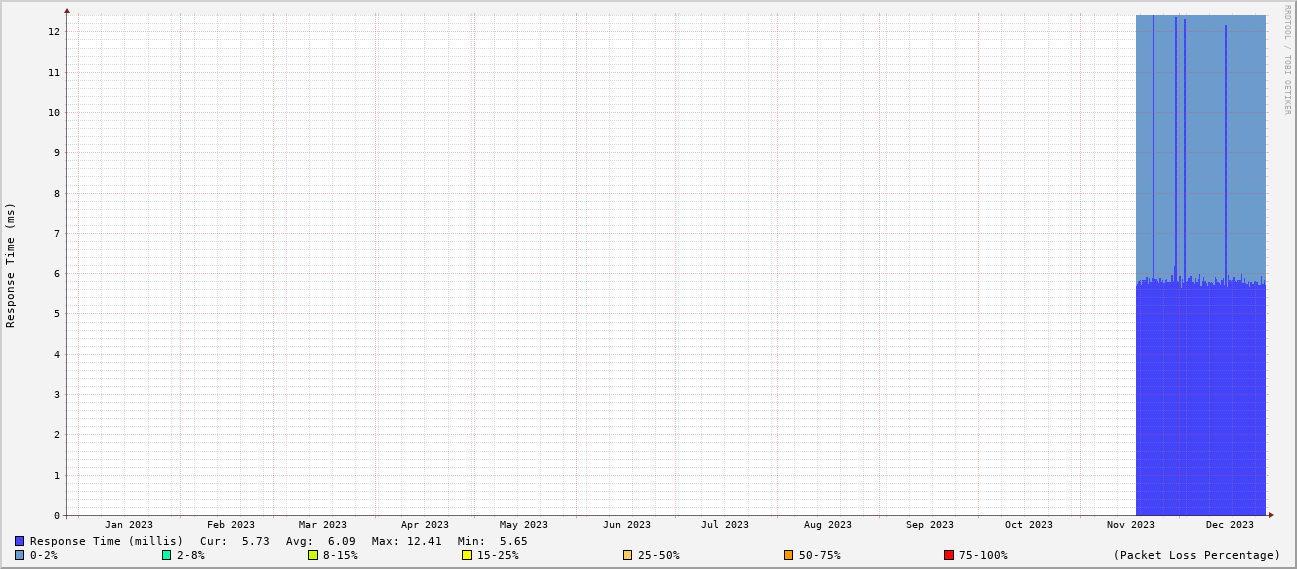 RRDTOOL / TOBI OETIKER
Response Time (ms)
12
11
10
9
8
7
6
5
4
3
2
1
0
Jan 2023 Feb 2023 Mar 2023 Apr 2023 May 2023 Jun 2023 Jul 2023 Aug 2023 Sep 2023 Oct 2023 Nov 2023 Dec 2023
Response Time (millis) Cur: 5.73 Avg: 6.09 Max: 12.41 Min: 5.65
0-2% 2-8% 8-15% 15-25% 25-50% 50-75% 75-100% (Packet Loss Percentage)